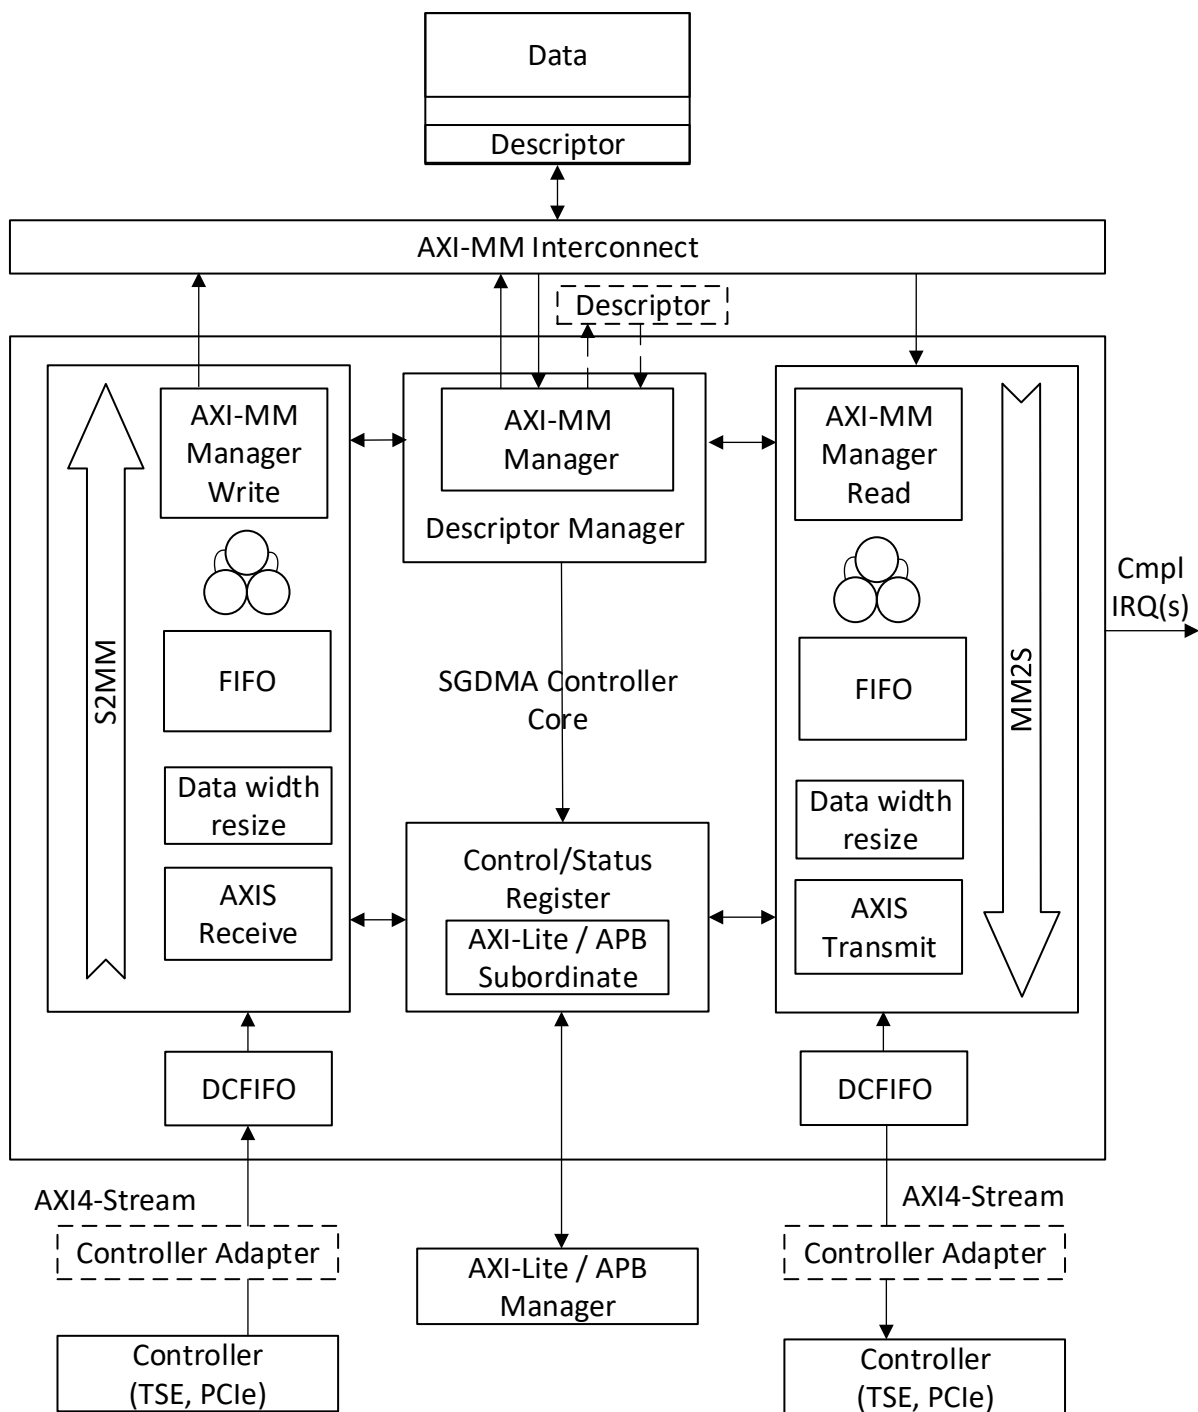 Data
Descriptor
AXI-MM Interconnect
Descriptor
AXI-MM
Manager
Write
AXI-MM
Manager
Descriptor Manager
AXI-MM
Manager
Read
Cmpl
IRQ(s)
S2MM
FIFO
SGDMA Controller
Core
FIFO
MM2S
Data width
resize
Data width
resize
AXIS
Receive
Control/Status
Register
AXI-Lite / APB
Subordinate
AXIS
Transmit
DCFIFO
DCFIFO
AXI4-Stream
AXI4-Stream
Controller Adapter
AXI-Lite / APB
Manager
Controller Adapter
Controller
(TSE, PCIe)
Controller
(TSE, PCIe)